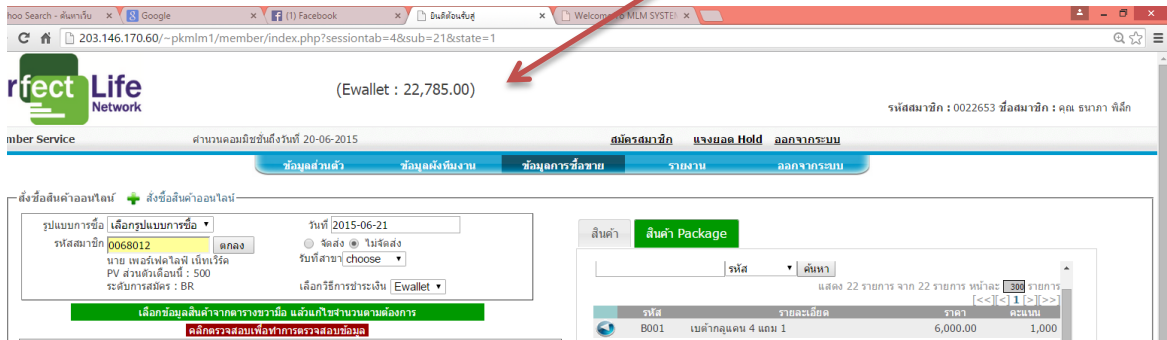 hoo Search - ค้นหาเว็บ
Google
(1) Facebook
ยินดีต้อนรับสู่
Welcome to MLM SYSTEM
203.146.170.60/~pkmlm1/member/index.php?sessiontab=4&sub=21&state=1
rfect Life
Network
(Ewallet : 22,785.00)
รหัสสมาชิก : 0022653 ชื่อสมาชิก : คุณ ธนาภา พิลึก
mber Service
คำนวนคอมมิชชั่นถึงวันที่ 20-06-2015
สมัครสมาชิก แจงยอด Hold ออกจากระบบ
ข้อมูลส่วนตัว ข้อมูลผังทีมงาน ข้อมูลการซื้อขาย รายงาน ออกจากระบบ
สั่งซื้อสินค้าออนไลน์ สั่งซื้อสินค้าออนไลน์
รูปแบบการซื้อ เลือกรูปแบบการซื้อ
วันที่ 2015-06-21
รหัสสมาชิก 0068012 ตกลง
จัดส่ง ไม่จัดส่ง
นาย เพอร์เฟคไลฟ์ เน็ทเวิร์ค
รับที่สาขา choose
PV ส่วนตัวเดือนนี้ : 500
ระดับการสมัคร : BR
เลือกวิธีการชำระเงิน Ewallet
เลือกข้อมูลสินค้าจากตารางขวามือ แล้วแก้ไขจำนวนตามต้องการ
คลิกตรวจสอบเพื่อทำการตรวจสอบข้อมูล
สินค้า สินค้า Package
รหัส ค้นหา
แสดง 22 รายการ จาก 22 รายการ หน้าละ 300 รายการ
[<<][<] 1 [>][>>]
รหัส รายละเอียด ราคา คะแนน
B001 เบต้ากลูแคน 4 แถม 1 6,000.00 1,000